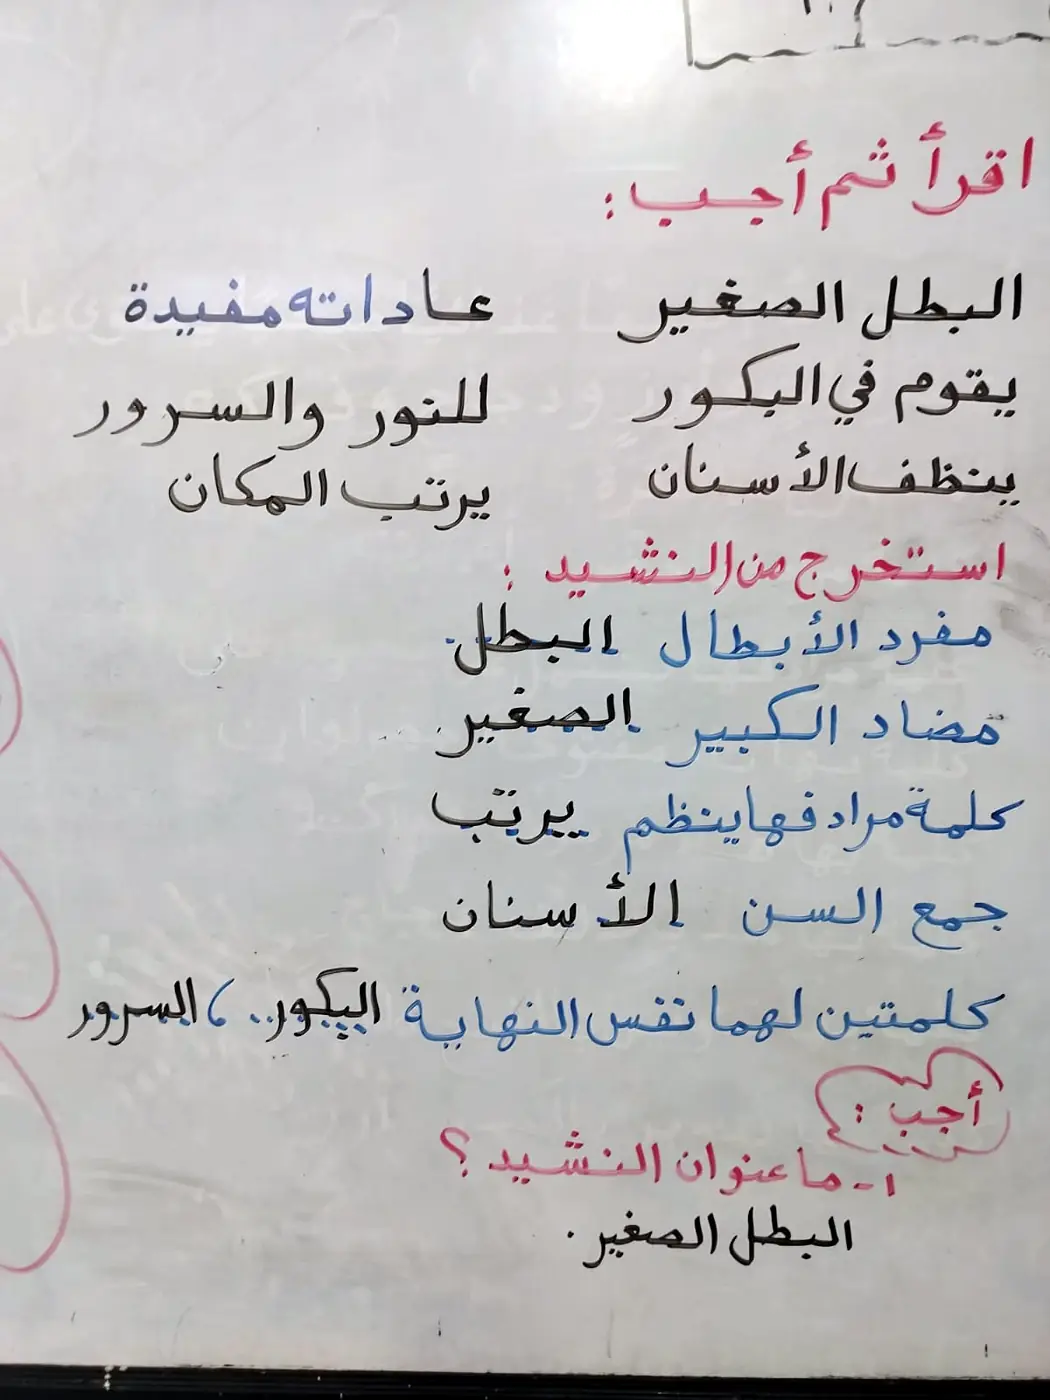 اقرأ ثم أجب :
البطل الصغير عاداته مفيدة
يقوم في البكور للنور والسرور
ينظف الأسنان يرتب المكان
استخرج من النشيد :
مفرد الأبطال البطل
مضاد الكبير الصغير
كلمة مرادفها ينظم يرتب
جمع السن الأسنان
كلمتين لهما نفس النهاية البكور ، السرور
أجب :
١- ما عنوان النشيد ؟
البطل الصغير .